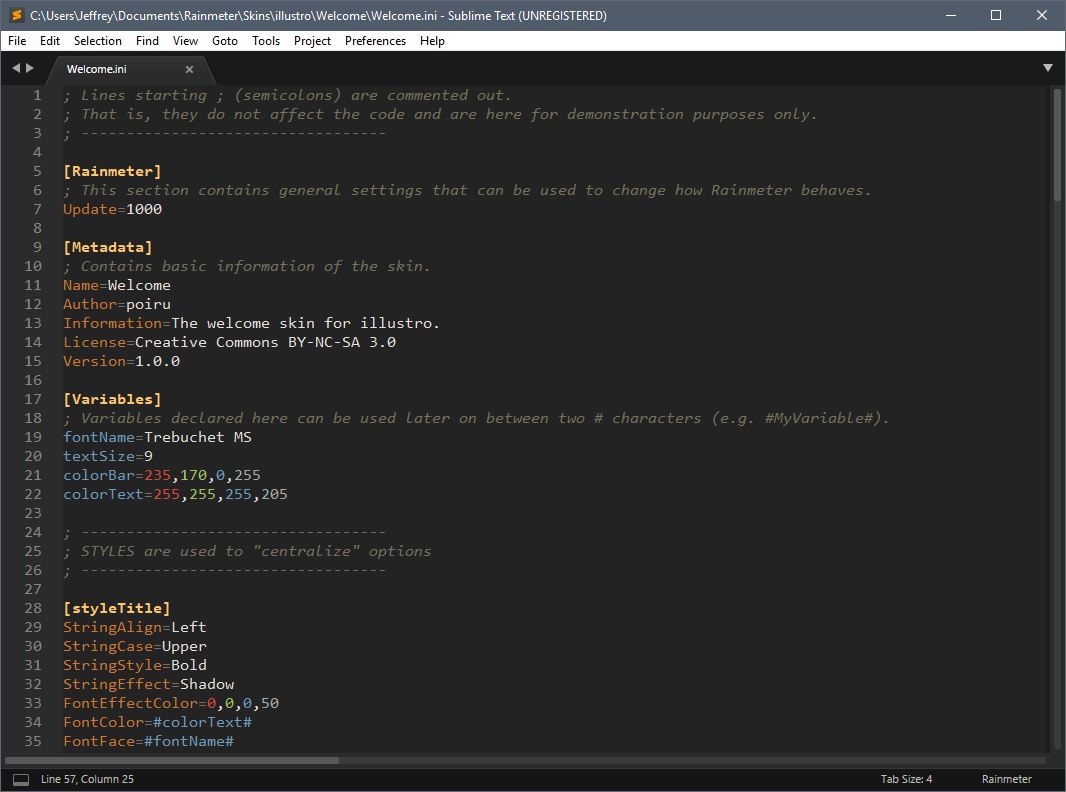 C:\Users\Jeffrey\Documents\Rainmeter\Skins\illustro\Welcome\Welcome.ini - Sublime Text (UNREGISTERED)
File Edit Selection Find View Goto Tools Project Preferences Help
Welcome.ini
1 ; Lines starting ; (semicolons) are commented out.
2 ; That is, they do not affect the code and are here for demonstration purposes only.
3 ; ----------------------------------
4
5 [Rainmeter]
6 ; This section contains general settings that can be used to change how Rainmeter behaves.
7 Update=1000
8
9 [Metadata]
10 ; Contains basic information of the skin.
11 Name=Welcome
12 Author=poiru
13 Information=The welcome skin for illustro.
14 License=Creative Commons BY-NC-SA 3.0
15 Version=1.0.0
16
17 [Variables]
18 ; Variables declared here can be used later on between two # characters (e.g. #MyVariable#).
19 fontName=Trebuchet MS
20 textSize=9
21 colorBar=235,170,0,255
22 colorText=255,255,255,205
23
24 ; ----------------------------------
25 ; STYLES are used to "centralize" options
26 ; ----------------------------------
27
28 [styleTitle]
29 StringAlign=Left
30 StringCase=Upper
31 StringStyle=Bold
32 StringEffect=Shadow
33 FontEffectColor=0,0,0,50
34 FontColor=#colorText#
35 FontFace=#fontName#
Line 57, Column 25 Tab Size: 4 Rainmeter